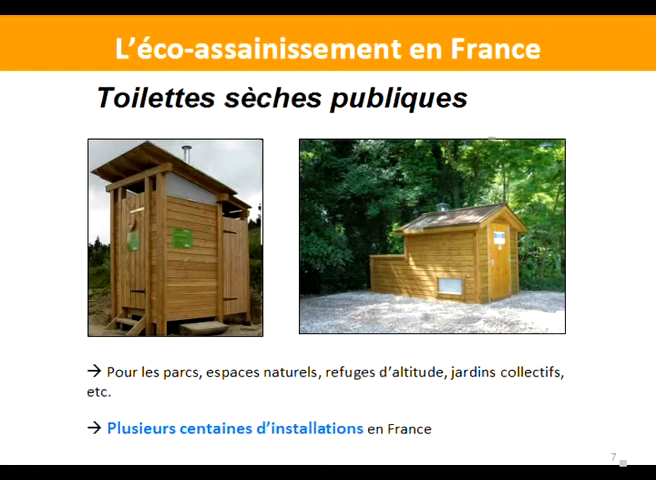 L'éco-assainissement en France
Toilettes sèches publiques
→ Pour les parcs, espaces naturels, refuges d'altitude, jardins collectifs,
etc.
→ Plusieurs centaines d'installations en France
7